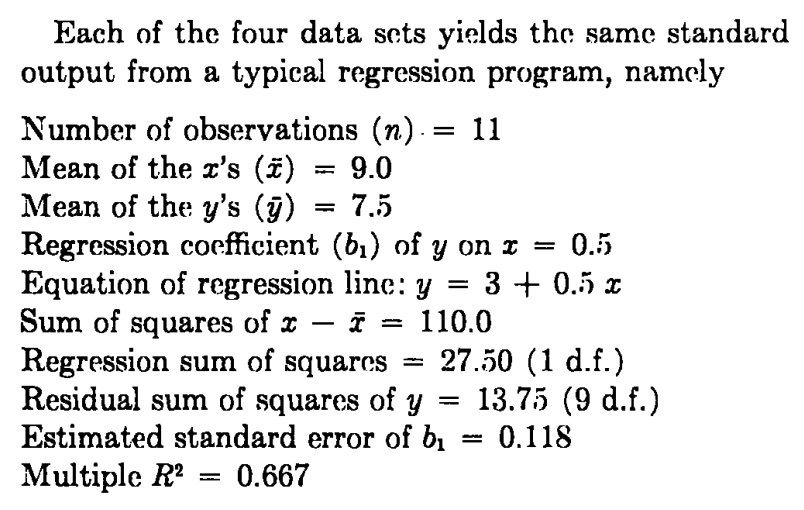 Each of the four data sets yields the same standard
output from a typical regression program, namely
Number of observations (n) = 11
Mean of the x's (x̄) = 9.0
Mean of the y's (ȳ) = 7.5
Regression coefficient (b₁) of y on x = 0.5
Equation of regression line: y = 3 + 0.5 x
Sum of squares of x − x̄ = 110.0
Regression sum of squares = 27.50 (1 d.f.)
Residual sum of squares of y = 13.75 (9 d.f.)
Estimated standard error of b₁ = 0.118
Multiple R² = 0.667